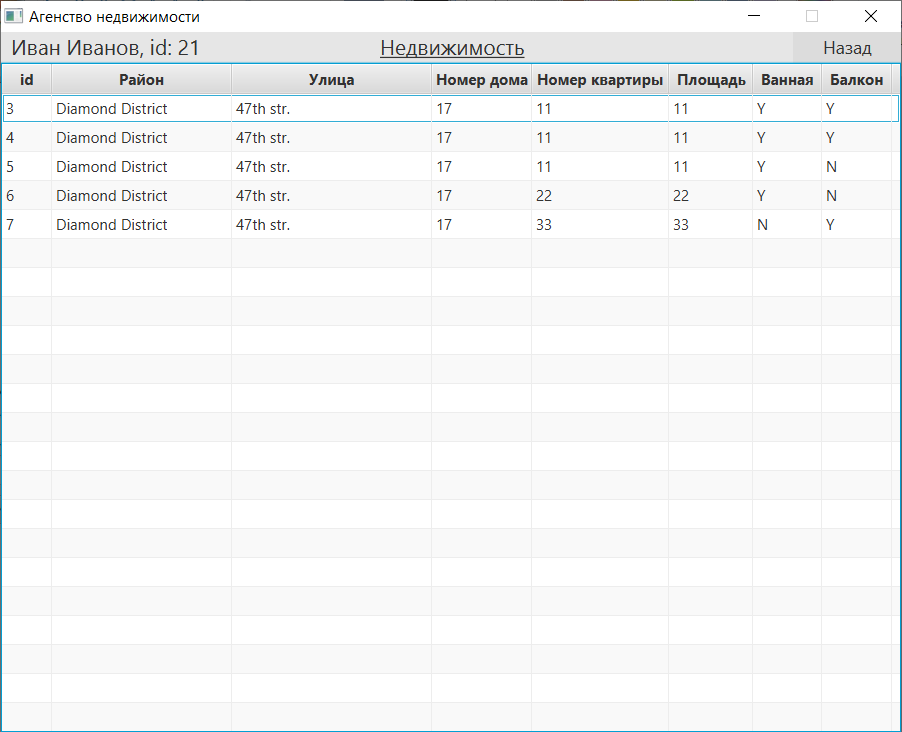 Агенство недвижимости
Иван Иванов, id: 21 Недвижимость Назад
id Район Улица Номер дома Номер квартиры Площадь Ванная Балкон
3 Diamond District 47th str. 17 11 11 Y Y
4 Diamond District 47th str. 17 11 11 Y Y
5 Diamond District 47th str. 17 11 11 Y N
6 Diamond District 47th str. 17 22 22 Y N
7 Diamond District 47th str. 17 33 33 N Y